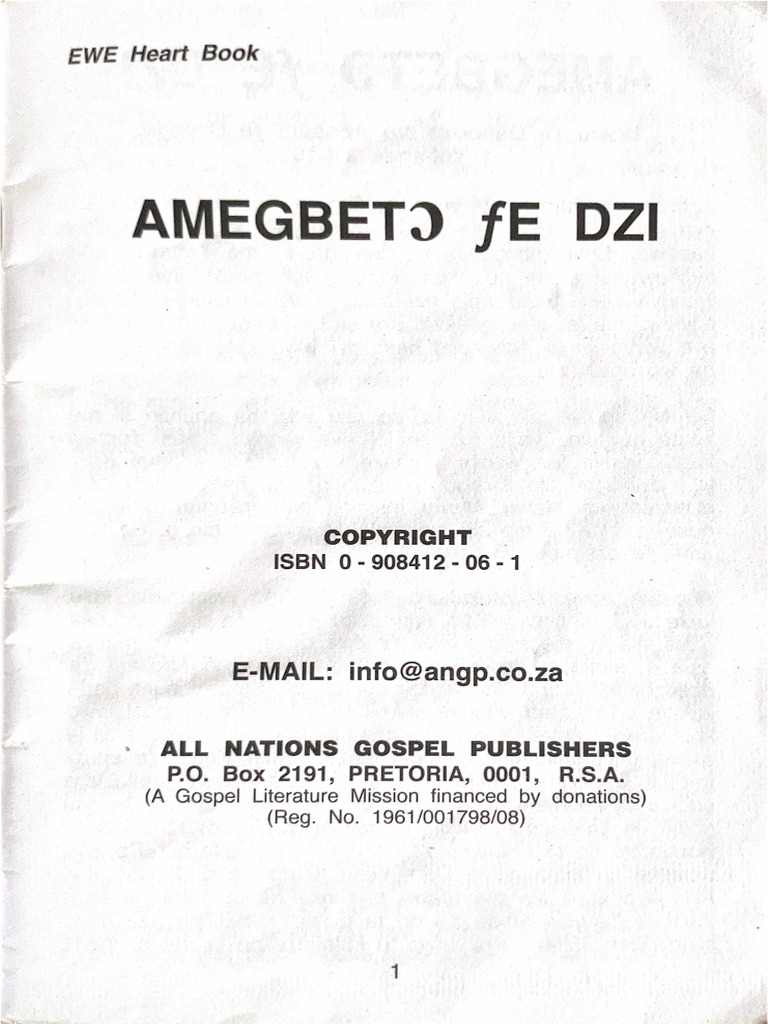 EWE Heart Book
AMEGBETƆ ƒE DZI
COPYRIGHT
ISBN 0 - 908412 - 06 - 1
E-MAIL: info@angp.co.za
ALL NATIONS GOSPEL PUBLISHERS
P.O. Box 2191, PRETORIA, 0001, R.S.A.
(A Gospel Literature Mission financed by donations)
(Reg. No. 1961/001798/08)
1